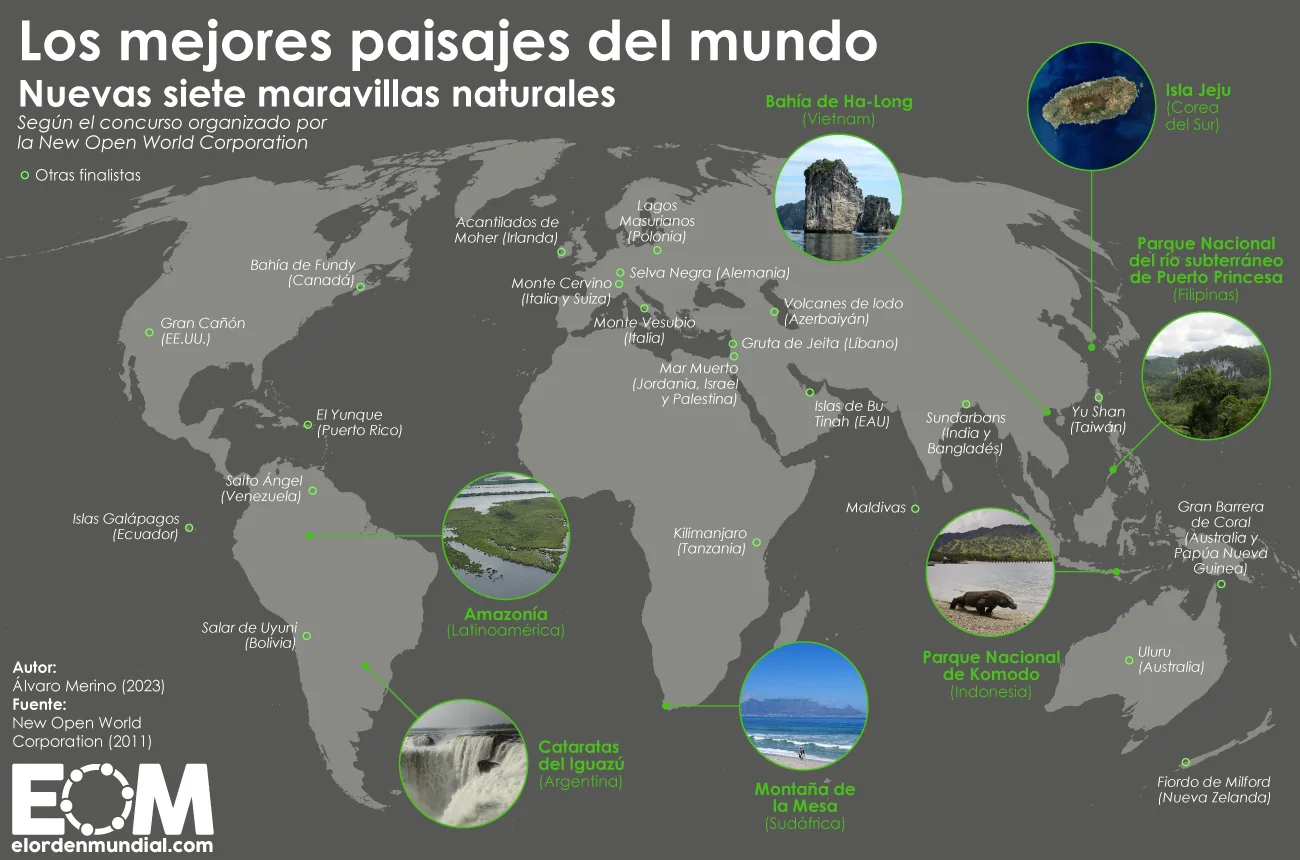 Los mejores paisajes del mundo
Nuevas siete maravillas naturales
Según el concurso organizado por
la New Open World Corporation
Otras finalistas
Bahía de Ha-Long
(Vietnam)
Isla Jeju
(Corea
del Sur)
Acantilados de
Moher (Irlanda)
Lagos
Masurianos
(Polonia)
Parque Nacional
del río subterráneo
de Puerto Princesa
(Filipinas)
Bahía de Fundy
(Canadá)
Selva Negra (Alemania)
Monte Cervino
(Italia y Suiza)
Gran Cañón
(EE.UU.)
Monte Vesubio
(Italia)
Volcanes de lodo
(Azerbaiyán)
Gruta de Jeita (Líbano)
Mar Muerto
(Jordania, Israel
y Palestina)
Islas de Bu
Tinah (EAU)
Sundarbans
(India y
Bangladés)
Yu Shan
(Taiwán)
El Yunque
(Puerto Rico)
Salto Ángel
(Venezuela)
Islas Galápagos
(Ecuador)
Maldivas
Gran Barrera
de Coral
(Australia y
Papúa Nueva
Guinea)
Kilimanjaro
(Tanzania)
Amazonía
(Latinoamérica)
Salar de Uyuni
(Bolivia)
Parque Nacional
de Komodo
(Indonesia)
Uluru
(Australia)
Cataratas
del Iguazú
(Argentina)
Montaña de
la Mesa
(Sudáfrica)
Fiordo de Milford
(Nueva Zelanda)
Autor:
Álvaro Merino (2023)
Fuente:
New Open World
Corporation (2011)
EOM
elordenmundial.com